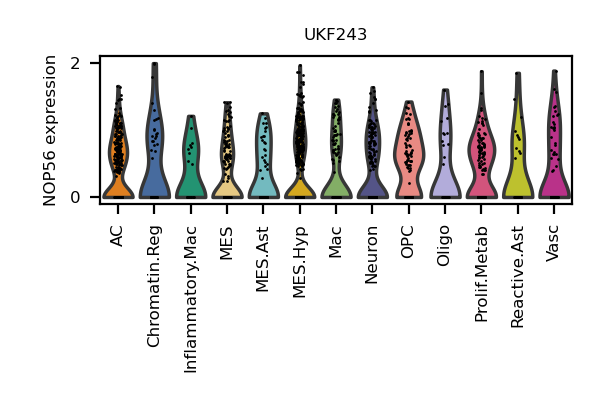 UKF243
NOP56 expression
2
0
AC
Chromatin.Reg
Inflammatory.Mac
MES
MES.Ast
MES.Hyp
Mac
Neuron
OPC
Oligo
Prolif.Metab
Reactive.Ast
Vasc